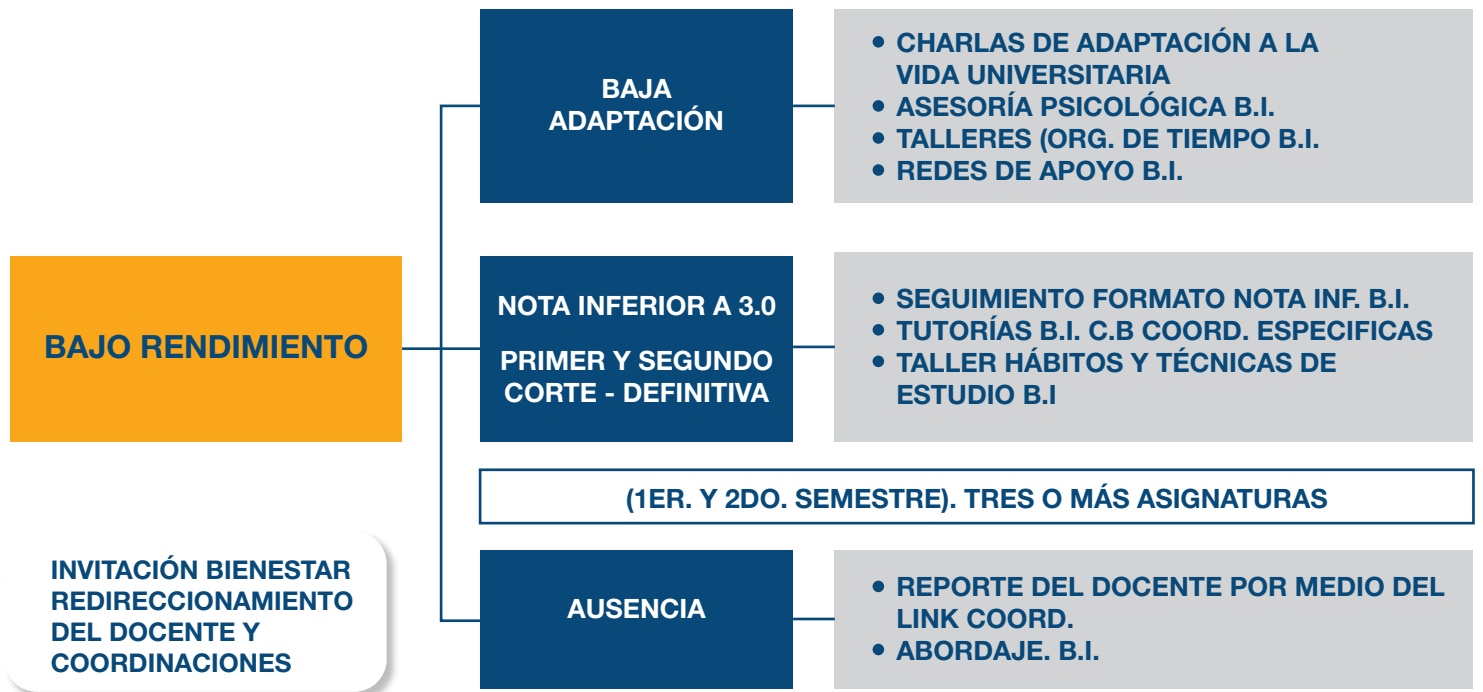 BAJO RENDIMIENTO
INVITACIÓN BIENESTAR
REDIRECCIONAMIENTO
DEL DOCENTE Y
COORDINACIONES
BAJA
ADAPTACIÓN
• CHARLAS DE ADAPTACIÓN A LA
VIDA UNIVERSITARIA
• ASESORÍA PSICOLÓGICA B.I.
• TALLERES (ORG. DE TIEMPO B.I.
• REDES DE APOYO B.I.
NOTA INFERIOR A 3.0
PRIMER Y SEGUNDO
CORTE - DEFINITIVA
• SEGUIMIENTO FORMATO NOTA INF. B.I.
• TUTORÍAS B.I. C.B COORD. ESPECIFICAS
• TALLER HÁBITOS Y TÉCNICAS DE
ESTUDIO B.I
(1ER. Y 2DO. SEMESTRE). TRES O MÁS ASIGNATURAS
AUSENCIA
• REPORTE DEL DOCENTE POR MEDIO DEL
LINK COORD.
• ABORDAJE. B.I.